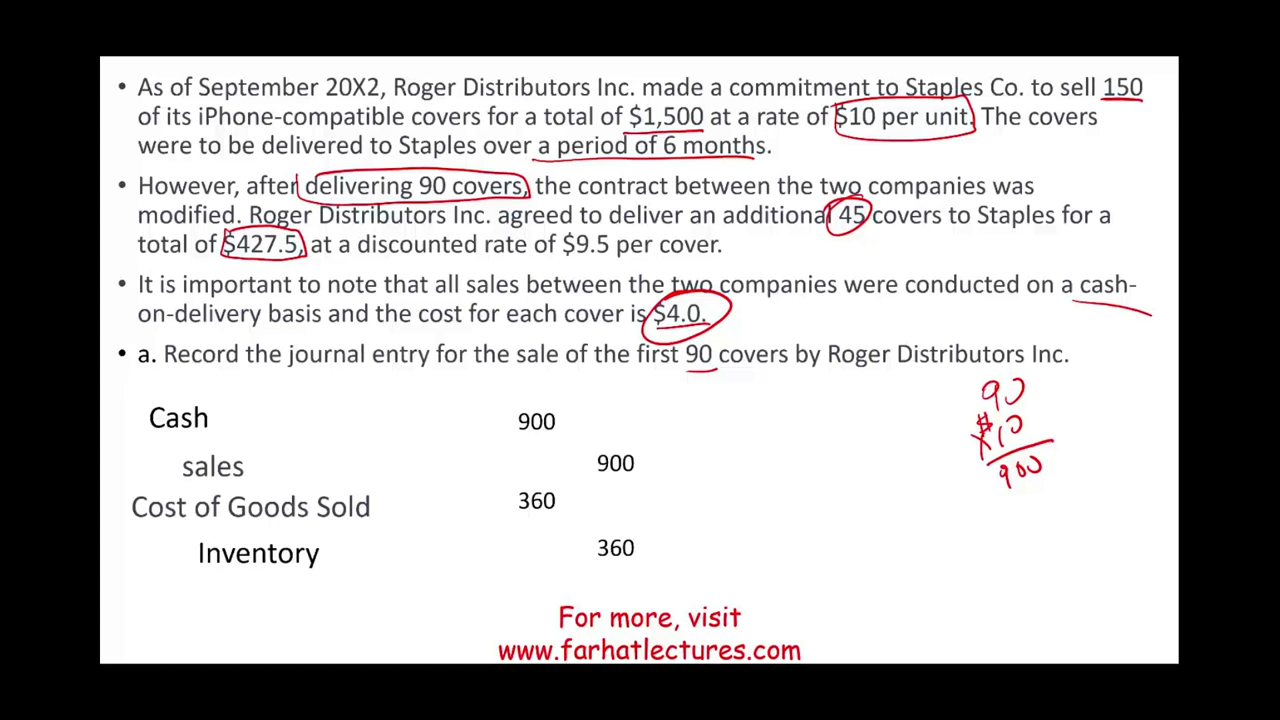 • As of September 20X2, Roger Distributors Inc. made a commitment to Staples Co. to sell 150
of its iPhone-compatible covers for a total of $1,500 at a rate of $10 per unit. The covers
were to be delivered to Staples over a period of 6 months.
• However, after delivering 90 covers, the contract between the two companies was
modified. Roger Distributors Inc. agreed to deliver an additional 45 covers to Staples for a
total of $427.5, at a discounted rate of $9.5 per cover.
• It is important to note that all sales between the two companies were conducted on a cash-
on-delivery basis and the cost for each cover is $4.0.
• a. Record the journal entry for the sale of the first 90 covers by Roger Distributors Inc.
Cash 900
sales 900
Cost of Goods Sold 360
Inventory 360
90
$
x10
900
For more, visit
www.farhatlectures.com